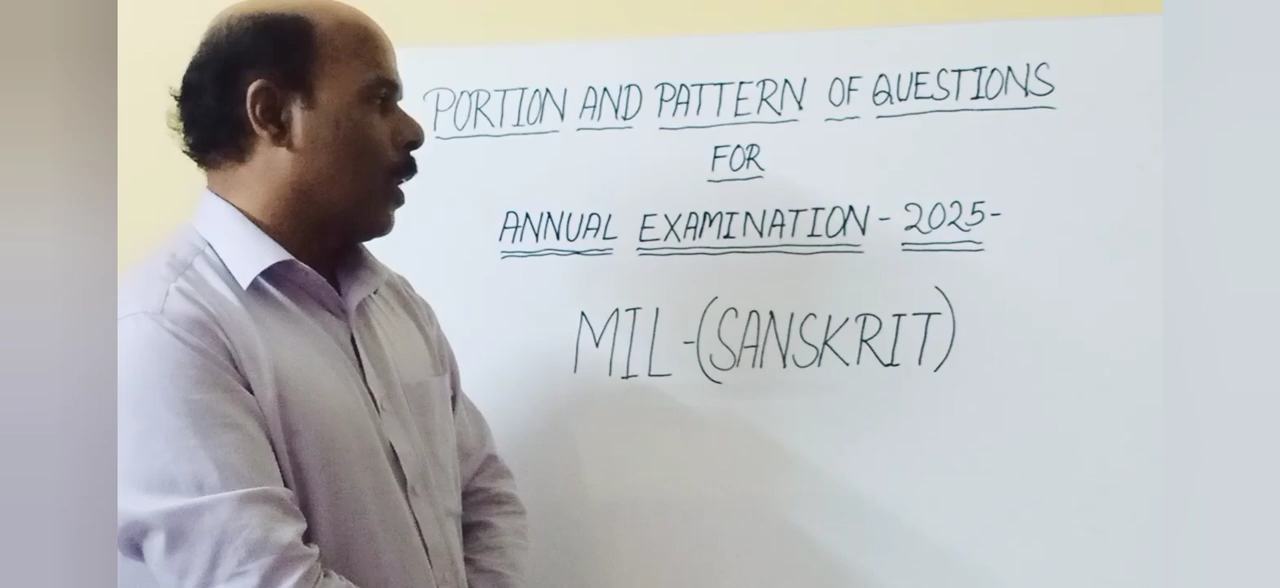 PORTION AND PATTERN OF QUESTIONS
FOR
ANNUAL EXAMINATION - 2025-
MIL-(SANSKRIT)